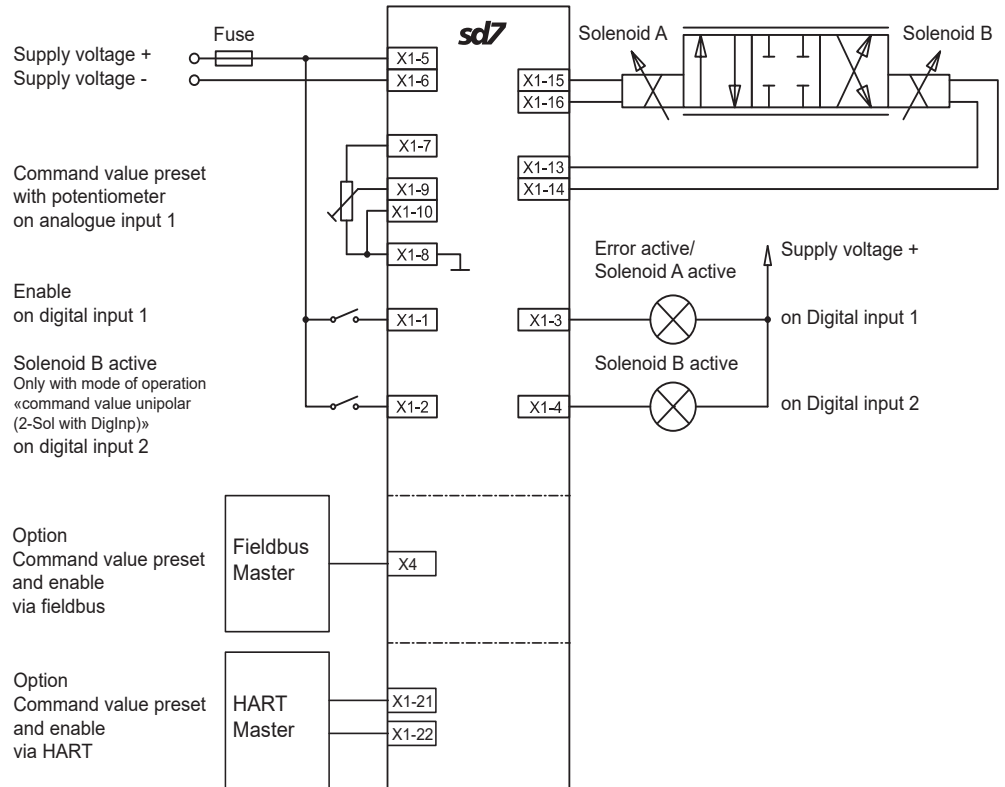 sd7
Fuse
Supply voltage +
Supply voltage -
X1-5
X1-6
Solenoid A
Solenoid B
X1-15
X1-16
X1-7
Command value preset
with potentiometer
on analogue input 1
X1-9
X1-10
X1-8
X1-13
X1-14
Error active/
Solenoid A active
Supply voltage +
Enable
on digital input 1
X1-1
X1-3
on Digital input 1
Solenoid B active
Only with mode of operation
«command value unipolar
(2-Sol with DigInp)»
on digital input 2
X1-2
Solenoid B active
X1-4
on Digital input 2
Option
Command value preset
and enable
via fieldbus
Fieldbus
Master
X4
Option
Command value preset
and enable
via HART
HART
Master
X1-21
X1-22